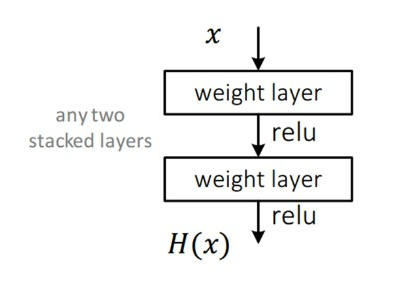 x
weight layer
any two
stacked layers
relu
weight layer
relu
H(x)